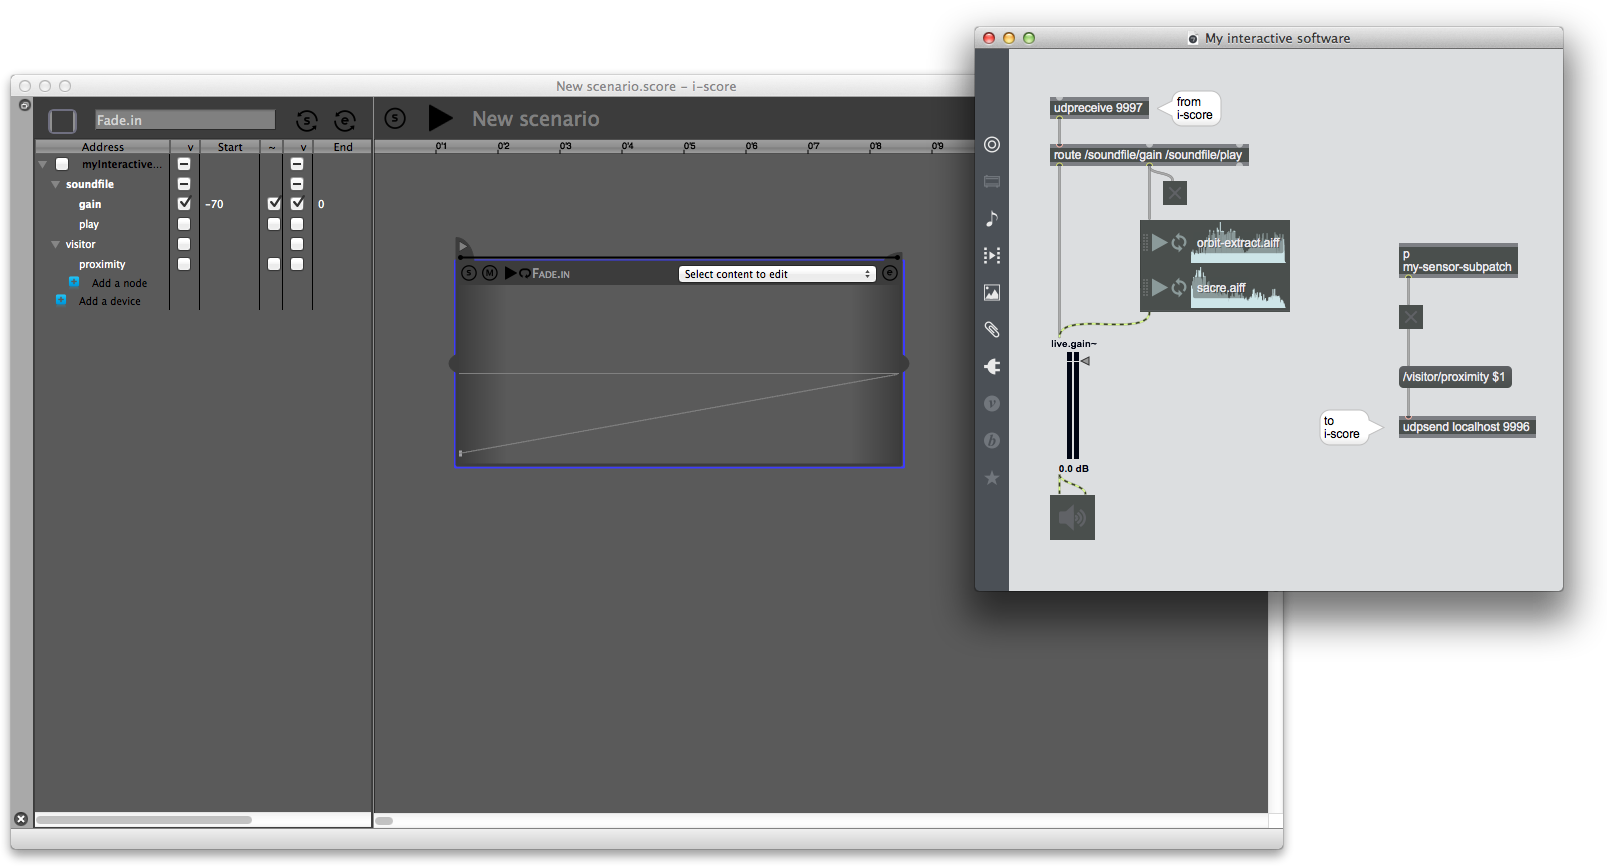 New scenario.score - i-score
Fade.in
S
e
S
New scenario
Address v Start ~ v End
0'1 0'2 0'3 0'4 0'5 0'6 0'7 0'8 0'9
myInteractive...
soundfile
gain -70 0
play
visitor
proximity
Add a node
Add a device
S M FADE.IN Select content to edit e
My interactive software
udpreceive 9997
from
i-score
route /soundfile/gain /soundfile/play
orbit-extract.aiff
sacre.aiff
live.gain~
0.0 dB
p
my-sensor-subpatch
/visitor/proximity $1
to
i-score
udpsend localhost 9996
v
b